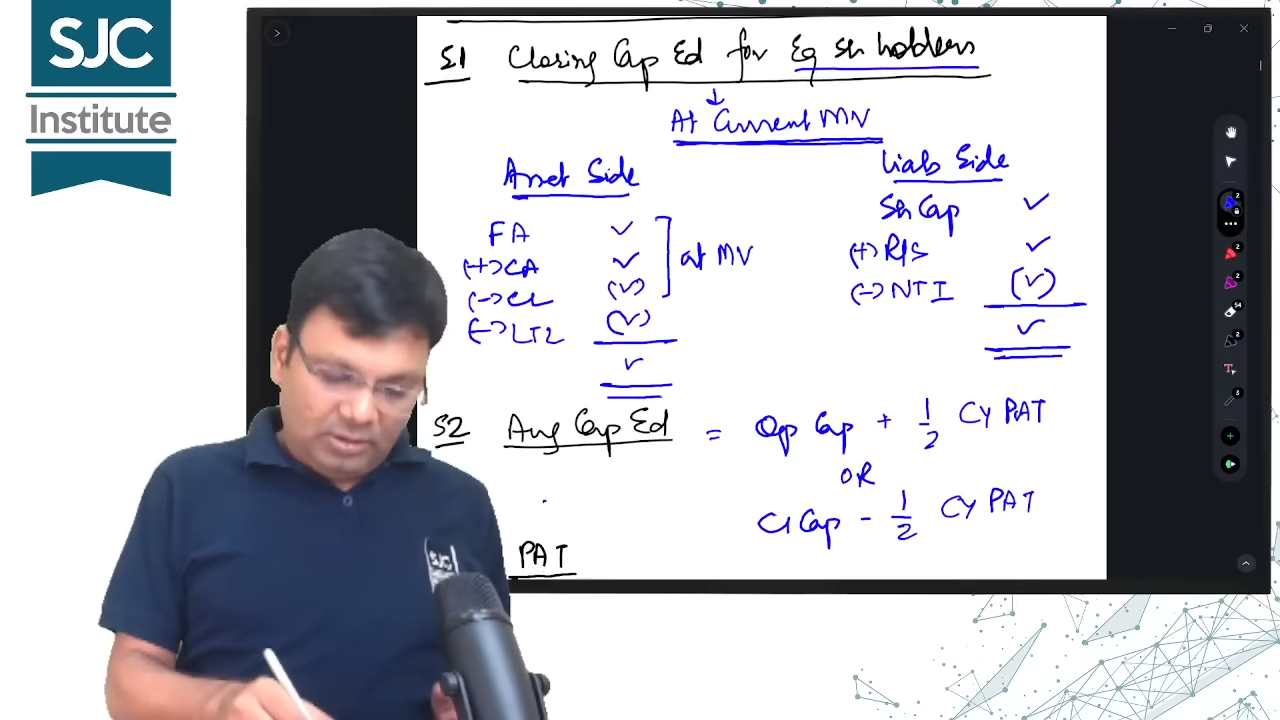 SJC
Institute
S1 Closing Cap Ed for Eq Sh holders
At Current MV
Asset Side
FA ✓
(+) CA ✓
(-) CL (✓)
(-) LTL (✓)
✓
at MV
Liab Side
Sh Cap ✓
(+) R/S ✓
(-) NTI (✓)
✓
S2 Avg Cap Ed = Op Cap + 1/2 CY PAT
OR
Cl Cap - 1/2 CY PAT
PAT
SJC